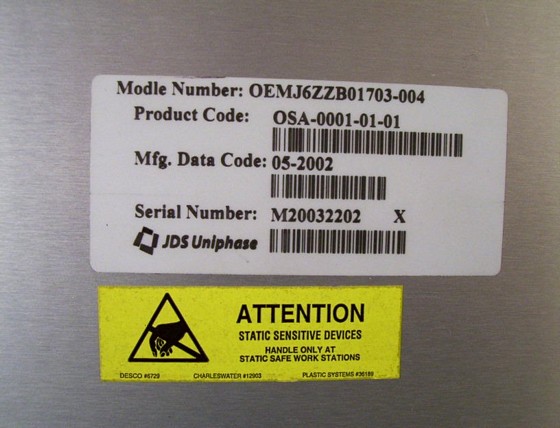 Modle Number: OEMJ6ZZB01703-004
Product Code: OSA-0001-01-01
Mfg. Data Code: 05-2002
Serial Number: M20032202 X
JDS Uniphase
ATTENTION
STATIC SENSITIVE DEVICES
HANDLE ONLY AT
STATIC SAFE WORK STATIONS
DESCO #6729 CHARLESWATER #12903 PLASTIC SYSTEMS #36189